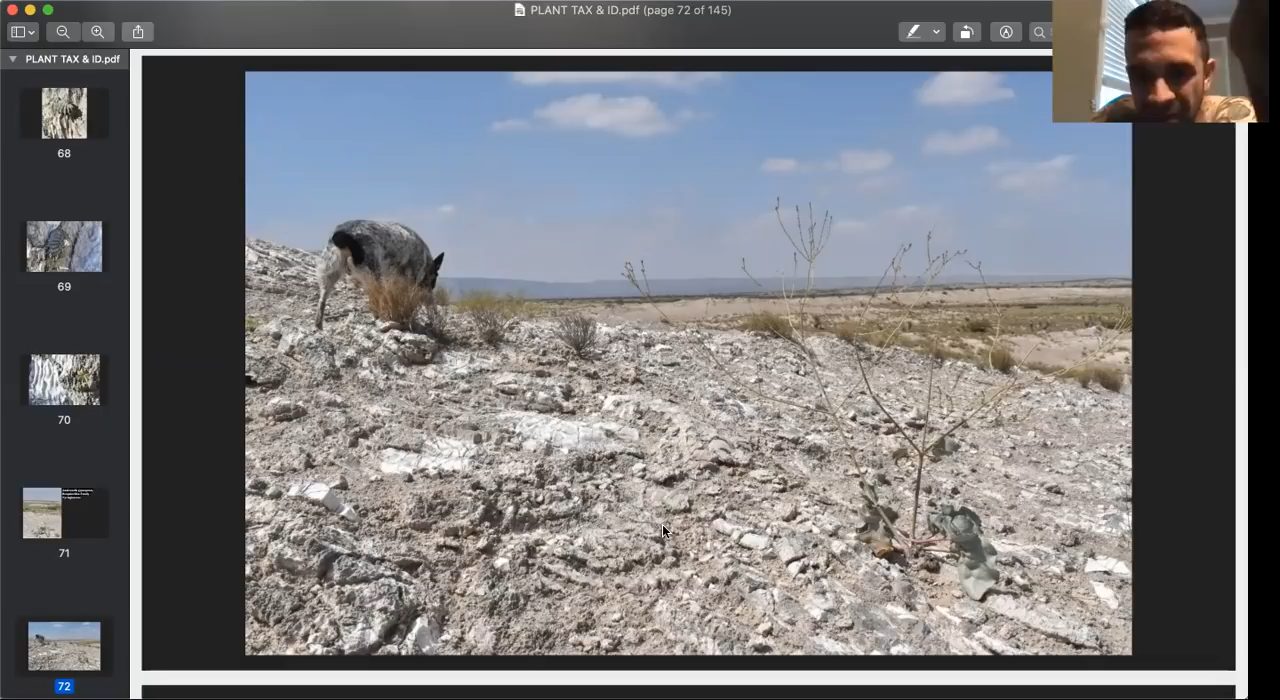 PLANT TAX & ID.pdf (page 72 of 145)
PLANT TAX & ID.pdf
68
69
70
71
72